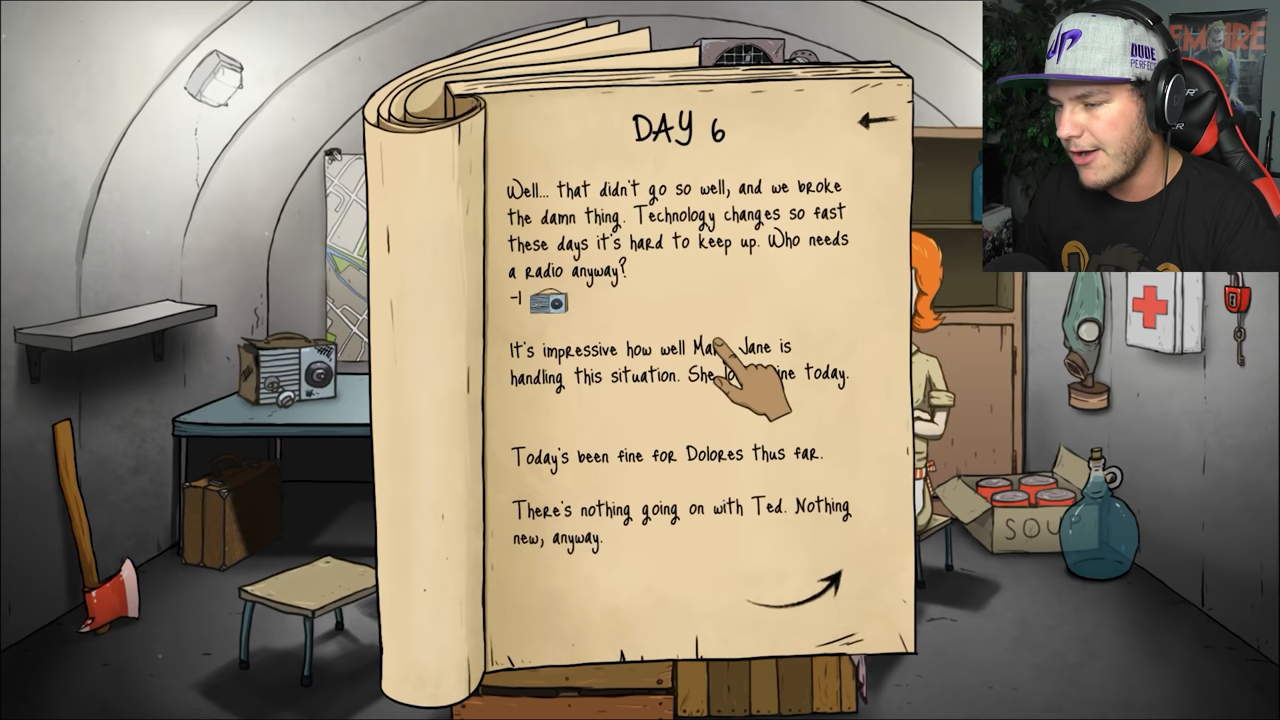 DAY 6
Well... that didn't go so well, and we broke
the damn thing. Technology changes so fast
these days it's hard to keep up. Who needs
a radio anyway?
-1
It's impressive how well Jane is
handling this situation. She today.
Today's been fine for Dolores thus far.
There's nothing going on with Ted. Nothing
new, anyway.
SOU
DUDE
PERFECT
EMPIRE